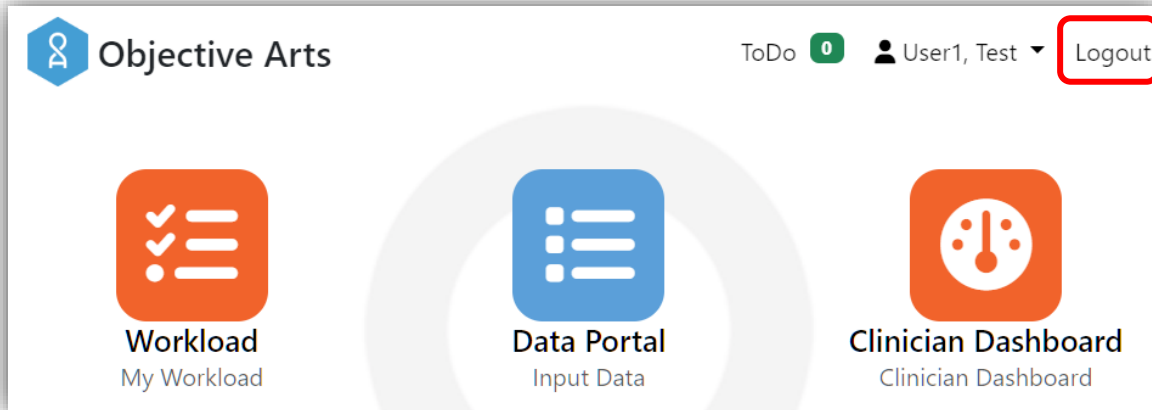 Objective Arts
ToDo 0 User1, Test Logout
Workload Data Portal Clinician Dashboard
My Workload Input Data Clinician Dashboard